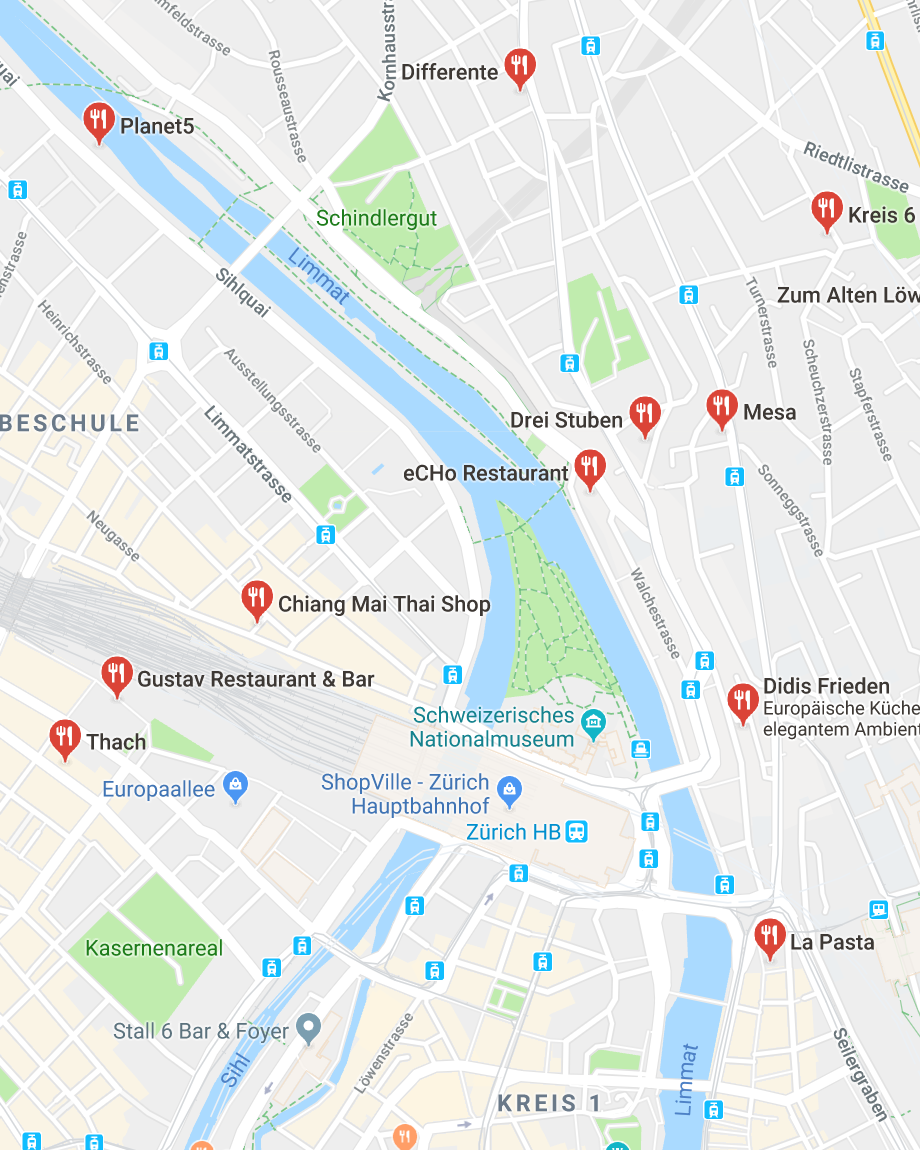 Kornhausstr
Rousseaustrasse
Differente
Planet5
Riedtlistrasse
Kreis 6
Schindlergut
Limmat
Sihlquai
Zum Alten Löw
Turnerstrasse
Heinrichstrasse
Ausstellungsstrasse
Scheuchzerstrasse
Stapferstrasse
BESCHULE
Limmatstrasse
Drei Stuben
Mesa
eCHo Restaurant
Sonneggstrasse
Neugasse
Walchestrasse
Chiang Mai Thai Shop
Gustav Restaurant & Bar
Didis Frieden
Europäische Küche
elegantem Ambient
Schweizerisches
Nationalmuseum
Thach
Europaallee
ShopVille - Zürich
Hauptbahnhof
Zürich HB
La Pasta
Kasernenareal
Stall 6 Bar & Foyer
Sihl
Löwenstrasse
Limmat
Seilergraben
KREIS 1